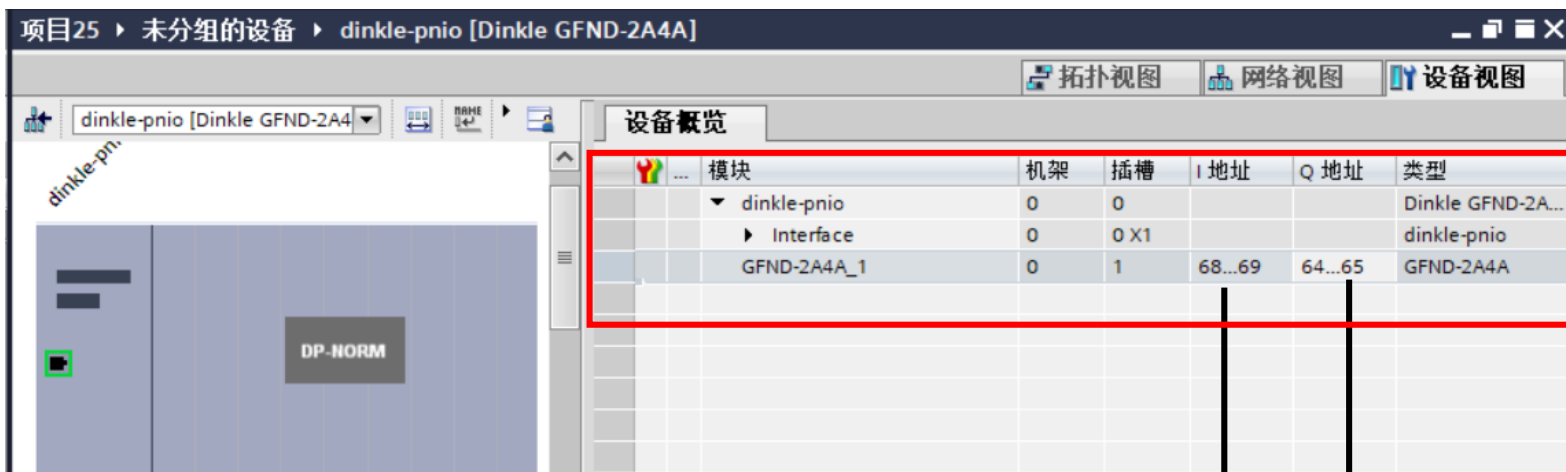 项目25 ▸ 未分组的设备 ▸ dinkle-pnio [Dinkle GFND-2A4A]
拓扑视图 网络视图 设备视图
dinkle-pnio [Dinkle GFND-2A4
NAME
设备概览
dinkle-pn
... 模块 机架 插槽 I 地址 Q 地址 类型
dinkle-pnio 0 0 Dinkle GFND-2A...
Interface 0 0 X1 dinkle-pnio
GFND-2A4A_1 0 1 68...69 64...65 GFND-2A4A
DP-NORM